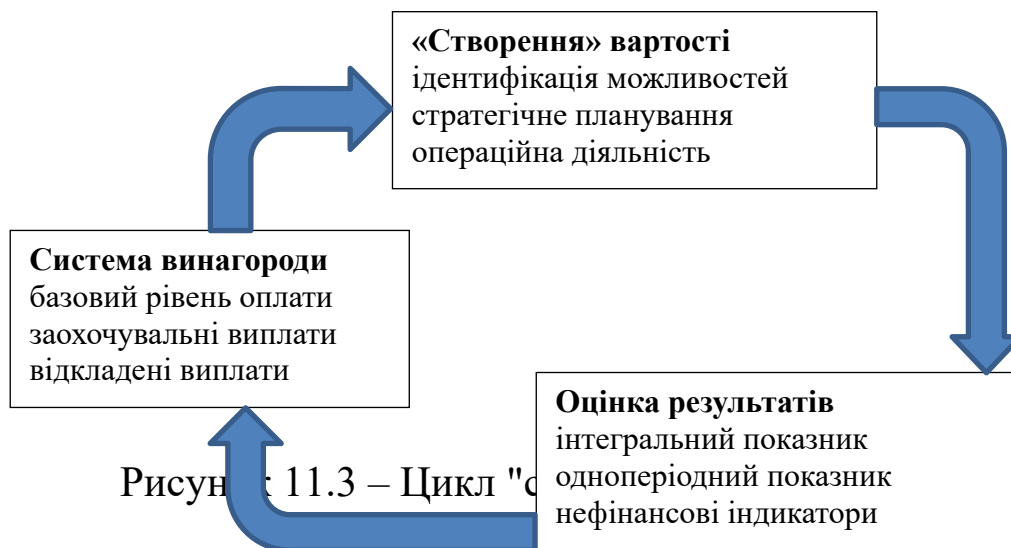 «Створення» вартості
ідентифікація можливостей
стратегічне планування
операційна діяльність
Система винагороди
базовий рівень оплати
заохочувальні виплати
відкладені виплати
Оцінка результатів
інтегральний показник
одноперіодний показник
нефінансові індикатори
11.3 – Цикл